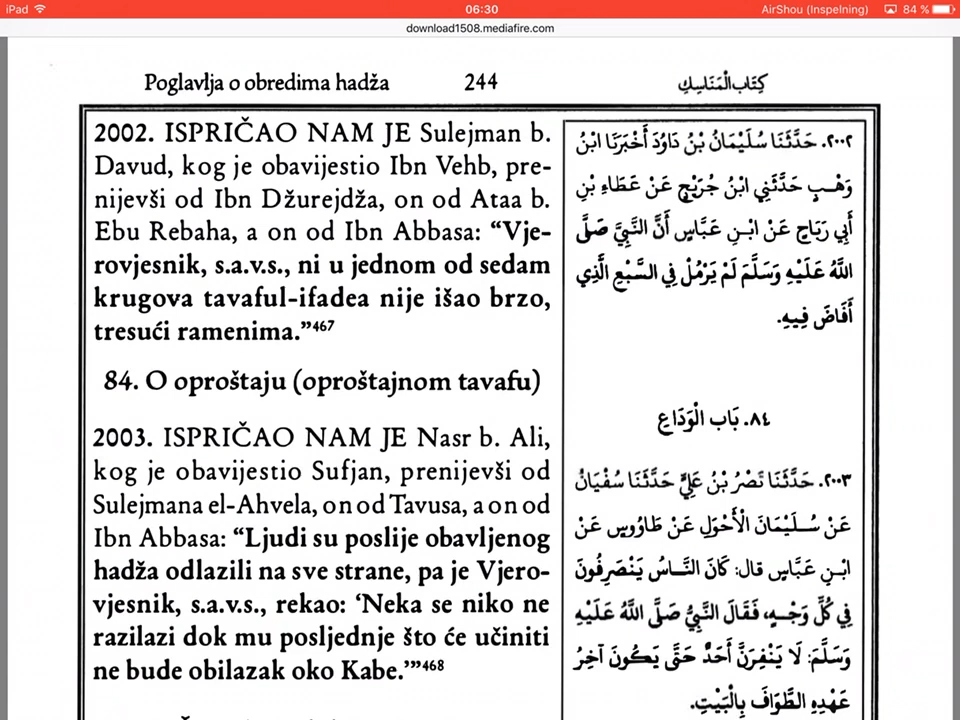 iPad 06:30 AirShou (Inspelning) 84 %
download1508.mediafire.com
Poglavlja o obredima hadža 244 كِتَاب الْمَنَاسِكِ
2002. ISPRIČAO NAM JE Sulejman b.
Davud, kog je obavijestio Ibn Vehb, pre-
nijevši od Ibn Džurejdža, on od Ataa b.
Ebu Rebaha, a on od Ibn Abbasa: “Vje-
rovjesnik, s.a.v.s., ni u jednom od sedam
krugova tavaful-ifadea nije išao brzo,
tresući ramenima.”⁴⁶⁷
84. O oproštaju (oproštajnom tavafu)
2003. ISPRIČAO NAM JE Nasr b. Ali,
kog je obavijestio Sufjan, prenijevši od
Sulejmana el-Ahvela, on od Tavusa, a on od
Ibn Abbasa: “Ljudi su poslije obavljenog
hadža odlazili na sve strane, pa je Vjero-
vjesnik, s.a.v.s., rekao: ‘Neka se niko ne
razilazi dok mu posljednje što će učiniti
ne bude obilazak oko Kabe.’”⁴⁶⁸
٢٠٠٢. حَدَّثَنَا سُلَيْمَانُ بْنُ دَاوُدَ أَخْبَرَنَا ابْنُ
وَهْبٍ حَدَّثَنِي ابْنُ جُرَيْجٍ عَنْ عَطَاءِ بْنِ
أَبِي رَبَاحٍ عَنْ ابْنِ عَبَّاسٍ أَنَّ النَّبِيَّ صَلَّى
اللَّهُ عَلَيْهِ وَسَلَّمَ لَمْ يَرْمُلْ فِي السَّبْعِ الَّذِي
أَفَاضَ فِيهِ.
٨٤. بَاب الْوَدَاعِ
٢٠٠٣. حَدَّثَنَا نَصْرُ بْنُ عَلِيٍّ حَدَّثَنَا سُفْيَانُ
عَنْ سُلَيْمَانَ الْأَحْوَلِ عَنْ طَاوُوسٍ عَنْ
ابْنِ عَبَّاسٍ قال: كَانَ النَّاسُ يَنْصَرِفُونَ
فِي كُلِّ وَجْهٍ، فَقَالَ النَّبِيُّ صَلَّى اللَّهُ عَلَيْهِ
وَسَلَّمَ: لَا يَنْفِرَنَّ أَحَدٌ حَتَّى يَكُونَ آخِرُ
عَهْدِهِ الطَّوَافَ بِالْبَيْتِ.